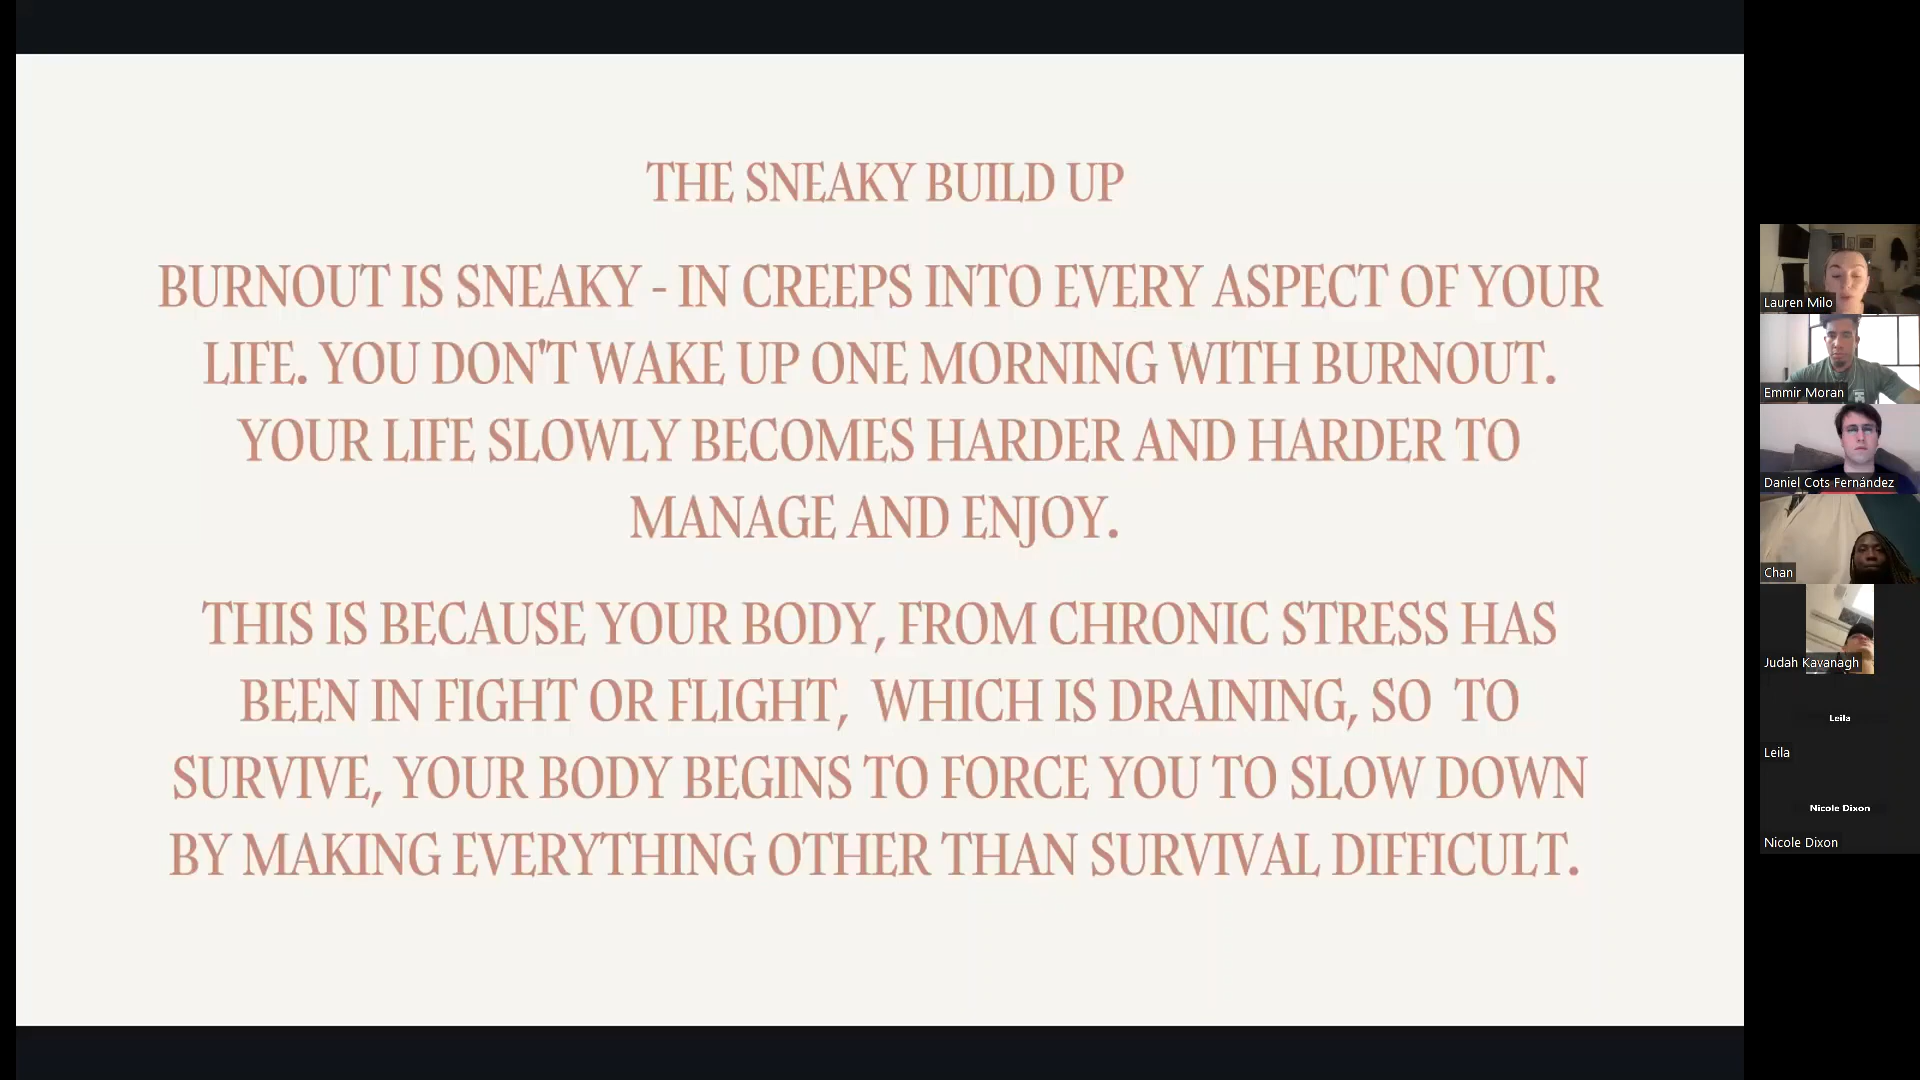 THE SNEAKY BUILD UP
BURNOUT IS SNEAKY - IN CREEPS INTO EVERY ASPECT OF YOUR
LIFE. YOU DON'T WAKE UP ONE MORNING WITH BURNOUT.
YOUR LIFE SLOWLY BECOMES HARDER AND HARDER TO
MANAGE AND ENJOY.
THIS IS BECAUSE YOUR BODY, FROM CHRONIC STRESS HAS
BEEN IN FIGHT OR FLIGHT,  WHICH IS DRAINING, SO  TO
SURVIVE, YOUR BODY BEGINS TO FORCE YOU TO SLOW DOWN
BY MAKING EVERYTHING OTHER THAN SURVIVAL DIFFICULT.
Lauren Milo
Emmir Moran
Daniel Cots Fernández
Chan
Judah Kavanagh
Leila
Leila
Nicole Dixon
Nicole Dixon